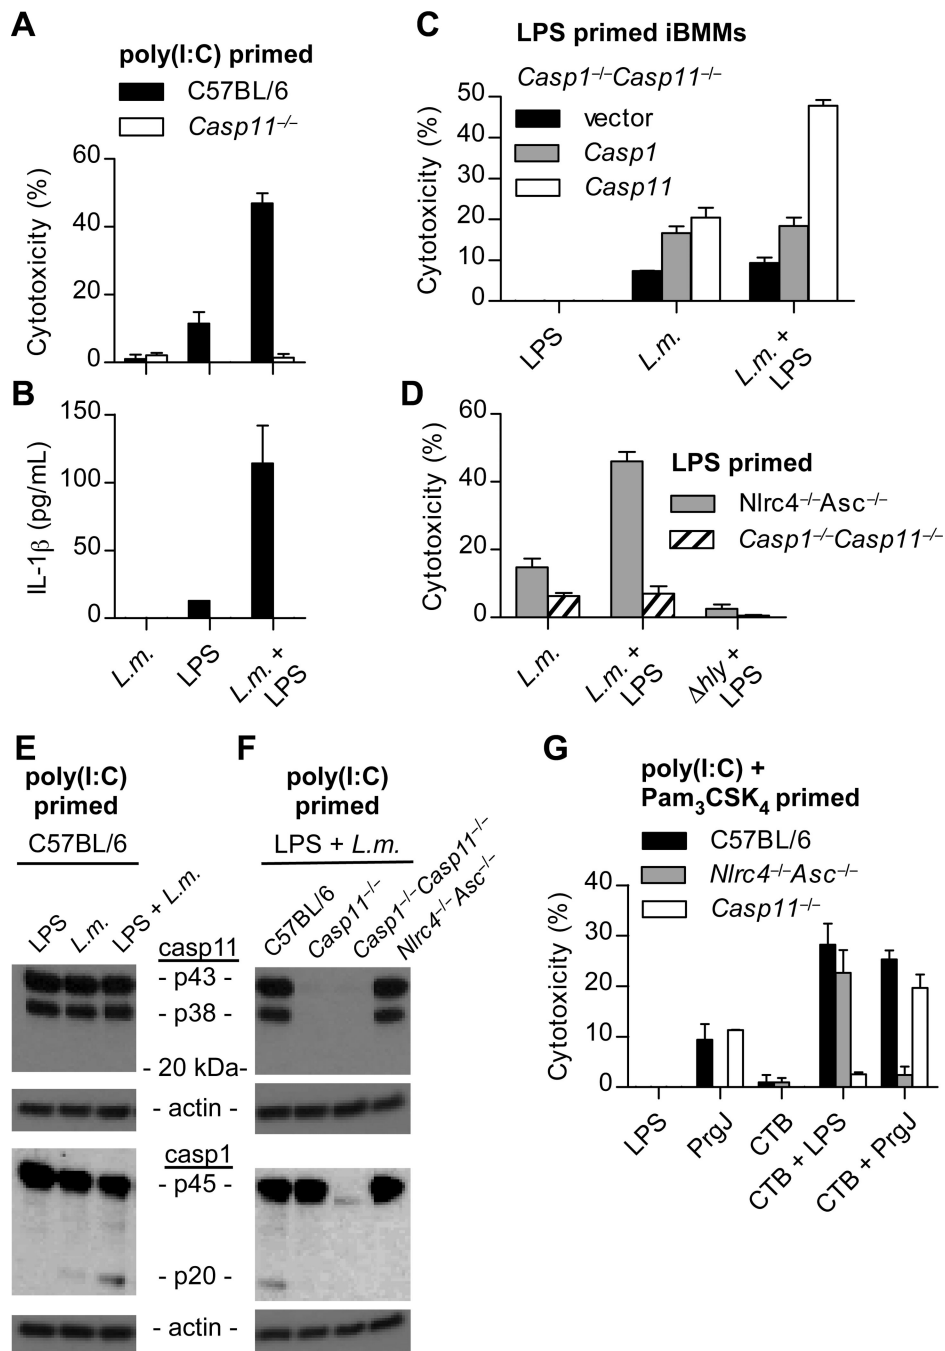 A
poly(I:C) primed
C57BL/6
Casp11–/–
Cytotoxicity (%)
60
40
20
0
B
IL-1β (pg/mL)
150
100
50
0
L.m.
LPS
L.m. +
LPS
C
LPS primed iBMMs
Casp1–/–Casp11–/–
vector
Casp1
Casp11
Cytotoxicity (%)
50
40
30
20
10
0
LPS
L.m.
L.m. +
LPS
D
LPS primed
Nlrc4–/–Asc–/–
Casp1–/–Casp11–/–
Cytotoxicity (%)
60
40
20
0
L.m.
L.m. +
LPS
Δhly +
LPS
E
poly(I:C)
primed
C57BL/6
LPS
L.m.
LPS + L.m.
casp11
- p43 -
- p38 -
- 20 kDa-
- actin -
casp1
- p45 -
- p20 -
- actin -
F
poly(I:C)
primed
LPS + L.m.
C57BL/6
Casp11–/–
Casp1–/–Casp11–/–
Nlrc4–/–Asc–/–
G
poly(I:C) +
Pam3CSK4 primed
C57BL/6
Nlrc4–/–Asc–/–
Casp11–/–
Cytotoxicity (%)
40
30
20
10
0
LPS
PrgJ
CTB
CTB + LPS
CTB + PrgJ